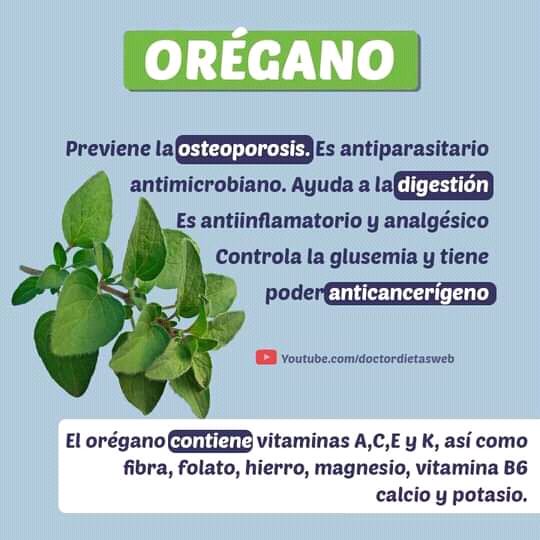 ORÉGANO
Previene la osteoporosis. Es antiparasitario
antimicrobiano. Ayuda a la digestión
Es antiinflamatorio y analgésico
Controla la glusemia y tiene
poder anticancerígeno
Youtube.com/doctordietasweb
El orégano contiene vitaminas A,C,E y K, así como
fibra, folato, hierro, magnesio, vitamina B6
calcio y potasio.